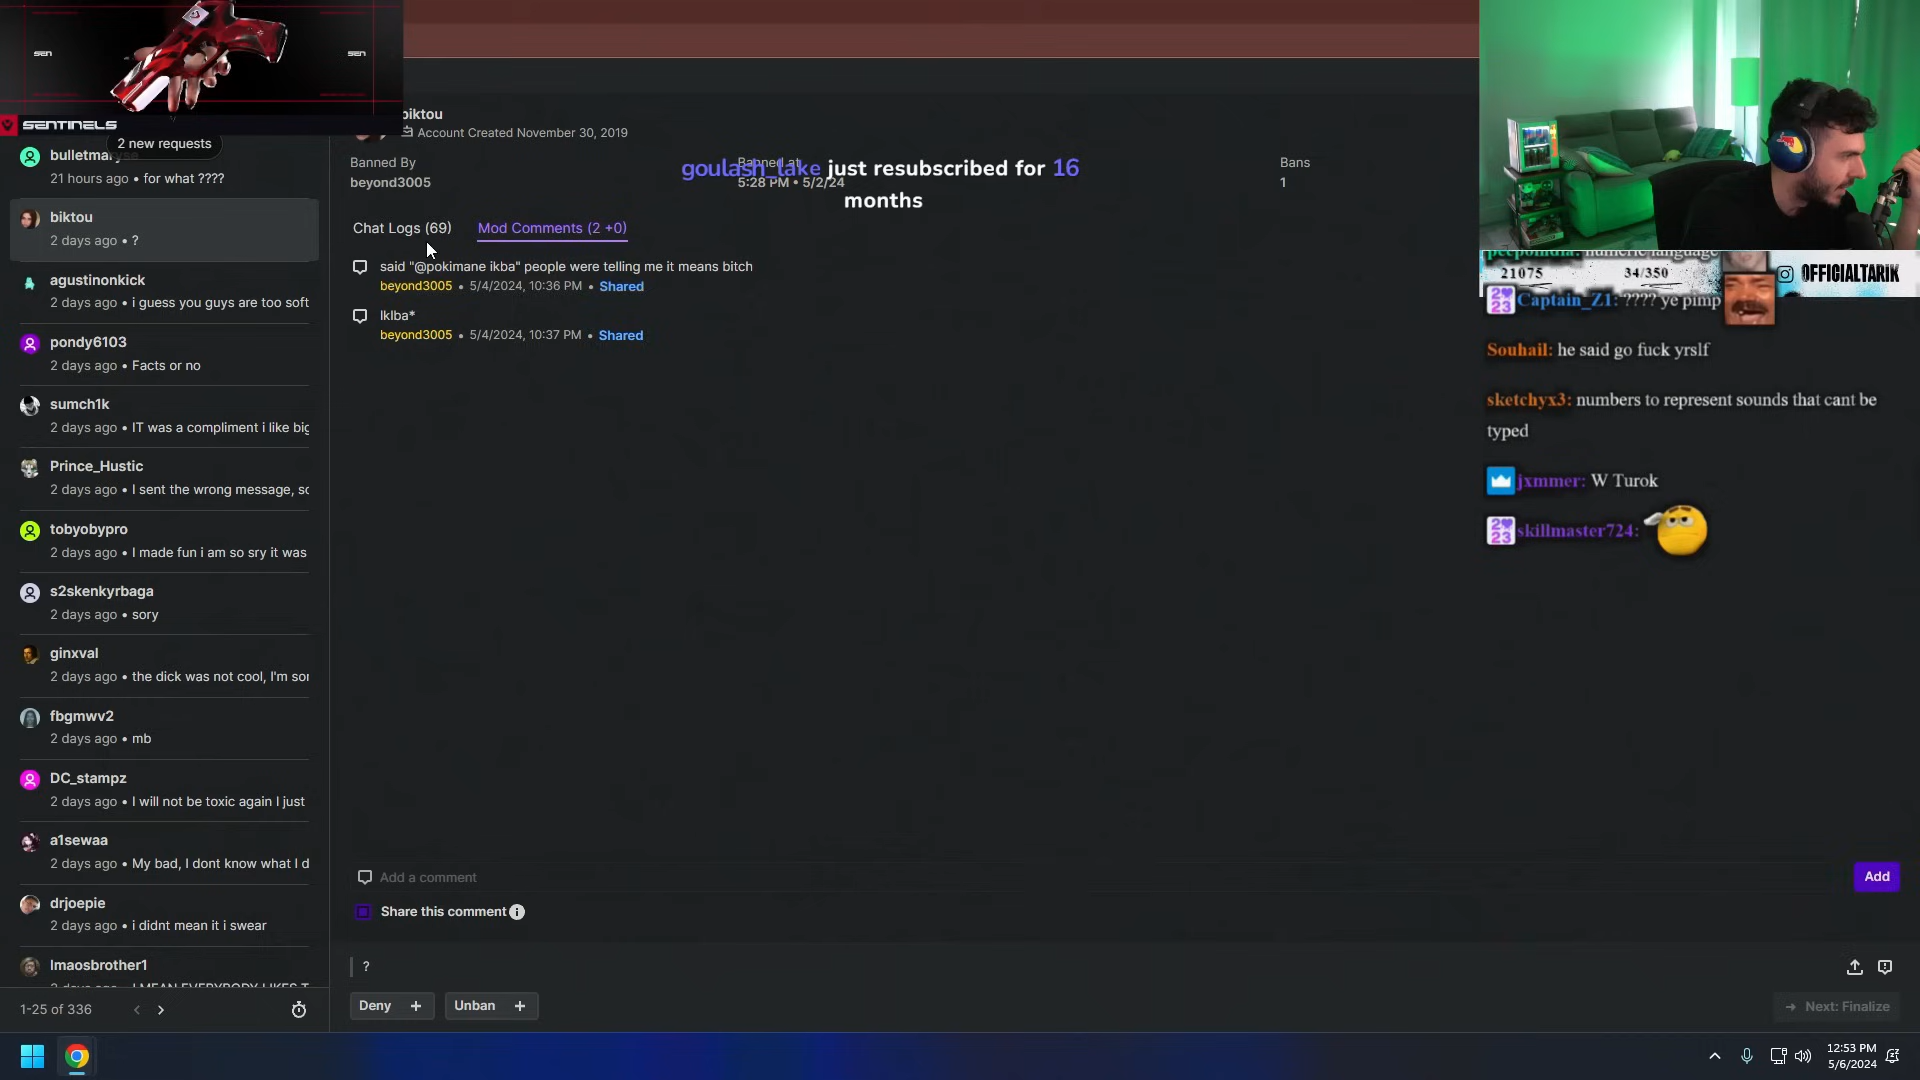 SEN
SEN
SENTINELS
2 new requests
21 hours ago • for what ????
biktou
2 days ago • ?
agustinonkick
2 days ago • i guess you guys are too soft
pondy6103
2 days ago • Facts or no
sumch1k
2 days ago • IT was a compliment i like big
Prince_Hustic
2 days ago • I sent the wrong message, so
tobyobypro
2 days ago • I made fun i am so sry it was
s2skenkyrbaga
2 days ago • sory
ginxval
2 days ago • the dick was not cool, I'm sor
fbgmwv2
2 days ago • mb
DC_stampz
2 days ago • I will not be toxic again I just
a1sewaa
2 days ago • My bad, I dont know what I d
drjoepie
2 days ago • i didnt mean it i swear
lmaosbrother1
1-25 of 336
biktou
Account Created November 30, 2019
Banned By
beyond3005
Banned at
5:28 PM • 5/2/24
Bans
1
goulash_lake just resubscribed for 16
months
Chat Logs (69)
Mod Comments (2 +0)
said "@pokimane ikba" people were telling me it means bitch
beyond3005 • 5/4/2024, 10:36 PM • Shared
Iklba*
beyond3005 • 5/4/2024, 10:37 PM • Shared
Add a comment
Add
Share this comment
?
Deny +
Unban +
Next: Finalize
numeric language
21075
34/350
OFFICIALTARIK
Captain_Z1: ???? ye pimp
Souhail: he said go fuck yrslf
sketchyx3: numbers to represent sounds that cant be
typed
jxmmer: W Turok
skillmaster724:
12:53 PM
5/6/2024